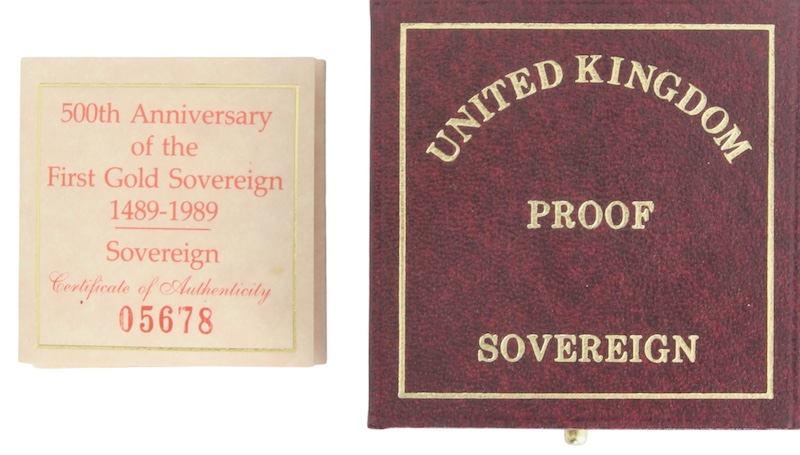 500th Anniversary
of the
First Gold Sovereign
1489-1989
Sovereign
Certificate of Authenticity
05678
UNITED KINGDOM
PROOF
SOVEREIGN